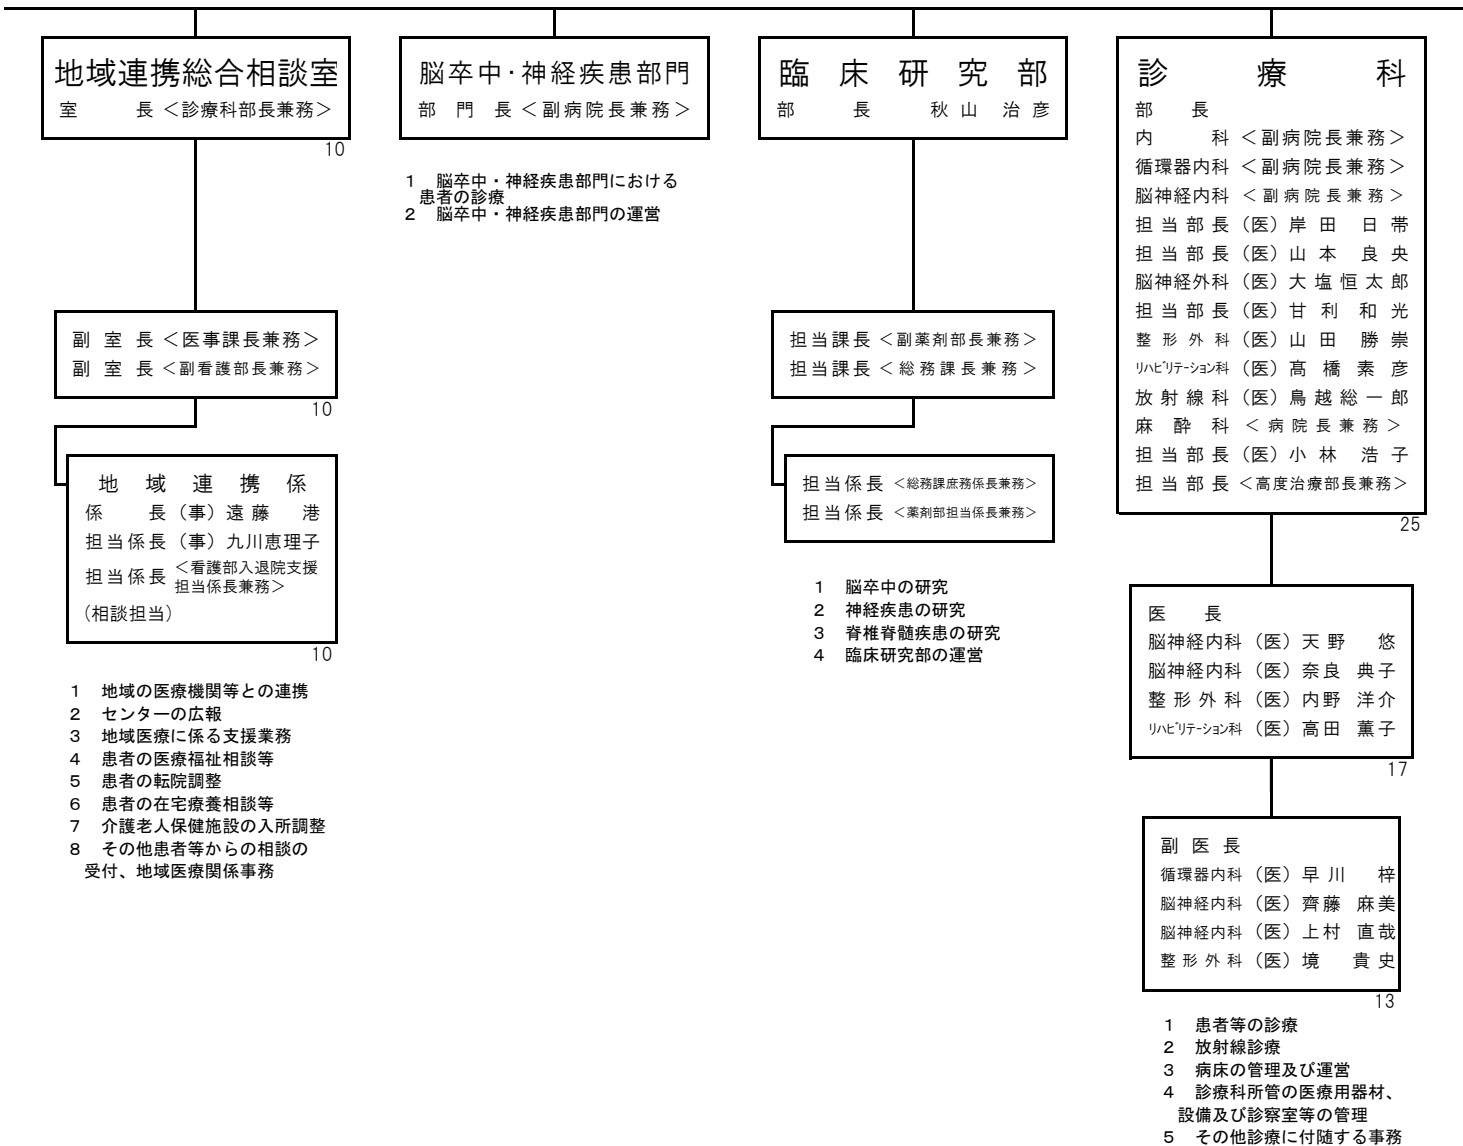 地域連携総合相談室
室長＜診療科部長兼務＞
10
副室長＜医事課長兼務＞
副室長＜副看護部長兼務＞
10
地域連携係
係長（事）遠藤 港
担当係長（事）九川恵理子
担当係長＜看護部入退院支援
担当係長兼務＞
（相談担当）
10
1 地域の医療機関等との連携
2 センターの広報
3 地域医療に係る支援業務
4 患者の医療福祉相談等
5 患者の転院調整
6 患者の在宅療養相談等
7 介護老人保健施設の入所調整
8 その他患者等からの相談の
受付、地域医療関係事務
脳卒中・神経疾患部門
部門長＜副病院長兼務＞
1 脳卒中・神経疾患部門における
患者の診療
2 脳卒中・神経疾患部門の運営
臨床研究部
部長 秋山 治彦
担当課長＜副薬剤部長兼務＞
担当課長＜総務課長兼務＞
担当係長＜総務課庶務係長兼務＞
担当係長＜薬剤部担当係長兼務＞
1 脳卒中の研究
2 神経疾患の研究
3 脊椎脊髄疾患の研究
4 臨床研究部の運営
診療科
部長
内科＜副病院長兼務＞
循環器内科＜副病院長兼務＞
脳神経内科＜副病院長兼務＞
担当部長（医）岸田 日帯
担当部長（医）山本 良央
脳神経外科（医）大塩恒太郎
担当部長（医）甘利 和光
整形外科（医）山田 勝崇
ﾘﾊﾋﾞﾘﾃｰｼｮﾝ科（医）髙橋 素彦
放射線科（医）鳥越総一郎
麻酔科＜病院長兼務＞
担当部長（医）小林 浩子
担当部長＜高度治療部長兼務＞
25
医長
脳神経内科（医）天野 悠
脳神経内科（医）奈良 典子
整形外科（医）内野 洋介
ﾘﾊﾋﾞﾘﾃｰｼｮﾝ科（医）高田 薫子
17
副医長
循環器内科（医）早川 梓
脳神経内科（医）齊藤 麻美
脳神経内科（医）上村 直哉
整形外科（医）境 貴史
13
1 患者等の診療
2 放射線診療
3 病床の管理及び運営
4 診療科所管の医療用器材、
設備及び診察室等の管理
5 その他診療に付随する事務